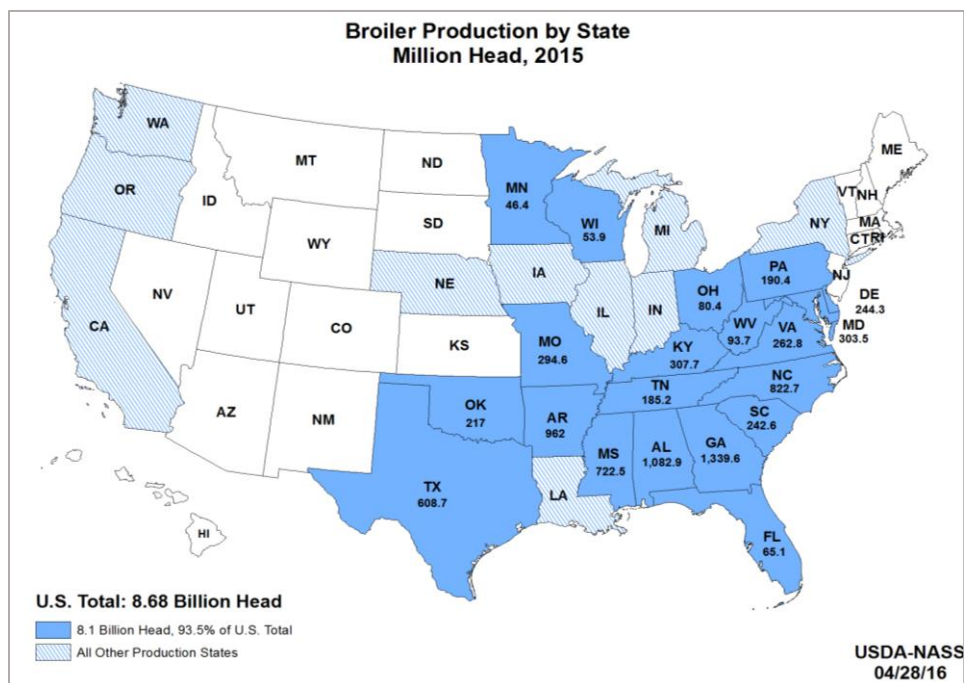 Broiler Production by State
Million Head, 2015
WA
OR
CA
ID
NV
MT
WY
UT
AZ
CO
NM
ND
SD
NE
KS
OK
217
TX
608.7
MN
46.4
IA
MO
294.6
AR
962
LA
WI
53.9
IL
MI
IN
OH
80.4
KY
307.7
TN
185.2
MS
722.5
AL
1,082.9
GA
1,339.6
FL
65.1
SC
242.6
NC
822.7
VA
262.8
WV
93.7
PA
190.4
NY
NJ
DE
244.3
MD
303.5
ME
VT
NH
MA
CT
RI
HI
U.S. Total: 8.68 Billion Head
8.1 Billion Head, 93.5% of U.S. Total
All Other Production States
USDA-NASS
04/28/16